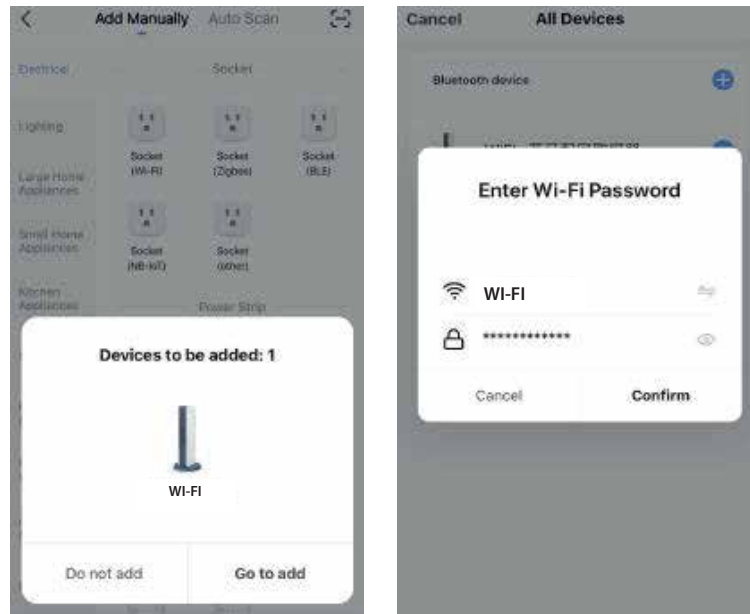 Add Manually Auto Scan
Electrical
Socket
Lighting
Socket
(Wi-Fi)
Socket
(Zigbee)
Socket
(BLE)
Large Home
Appliances
Small Home
Appliances
Socket
(NB-IoT)
Socket
(other)
Kitchen
Appliances
Power Strip
Devices to be added: 1
WI-FI
Do not add
Go to add
Cancel
All Devices
Bluetooth device
Enter Wi-Fi Password
WI-FI
************
Cancel
Confirm